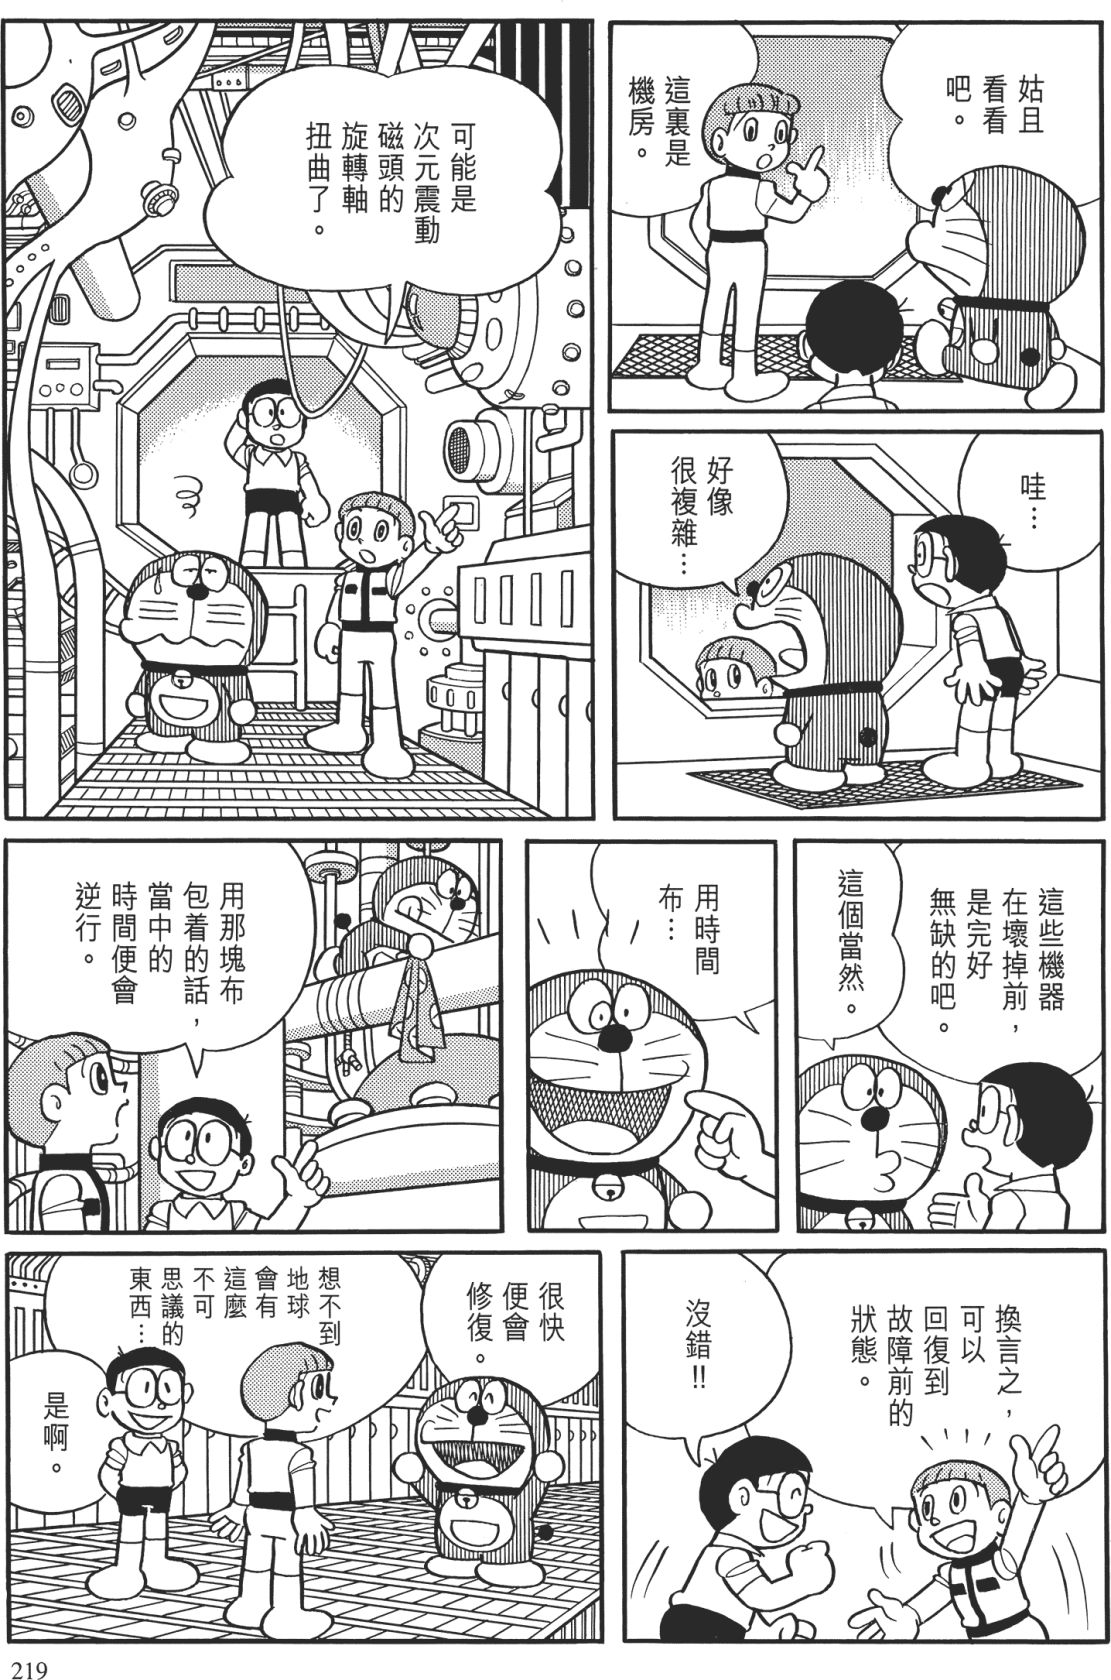 姑且
看看
吧。
這裏是
機房。
哇…
好像
很複雜…
可能是
次元震動
磁頭的
旋轉軸
扭曲了。
這些機器
在壞掉前，
是完好
無缺的吧。
這個當然。
用時間
布…
用那塊布
包着的話，
當中的
時間便會
逆行。
換言之，
可以
回復到
故障前的
狀態。
沒錯!!
很快
便會
修復。
想不到
地球
會有
這麼
不可
思議的
東西…
是啊。
219